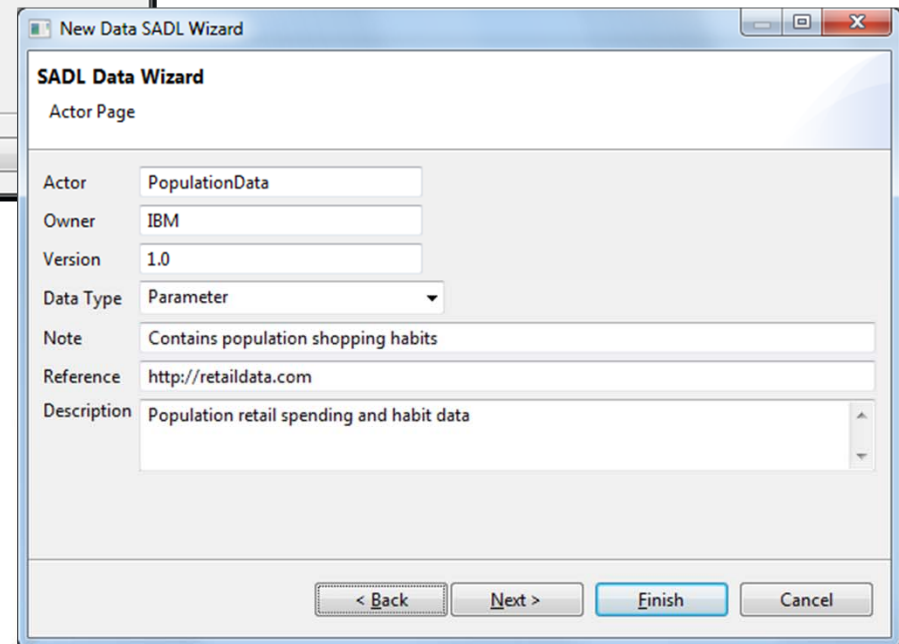 New Data SADL Wizard
SADL Data Wizard
Actor Page
Actor PopulationData
Owner IBM
Version 1.0
Data Type Parameter
Note Contains population shopping habits
Reference http://retaildata.com
Description Population retail spending and habit data
< Back Next > Finish Cancel